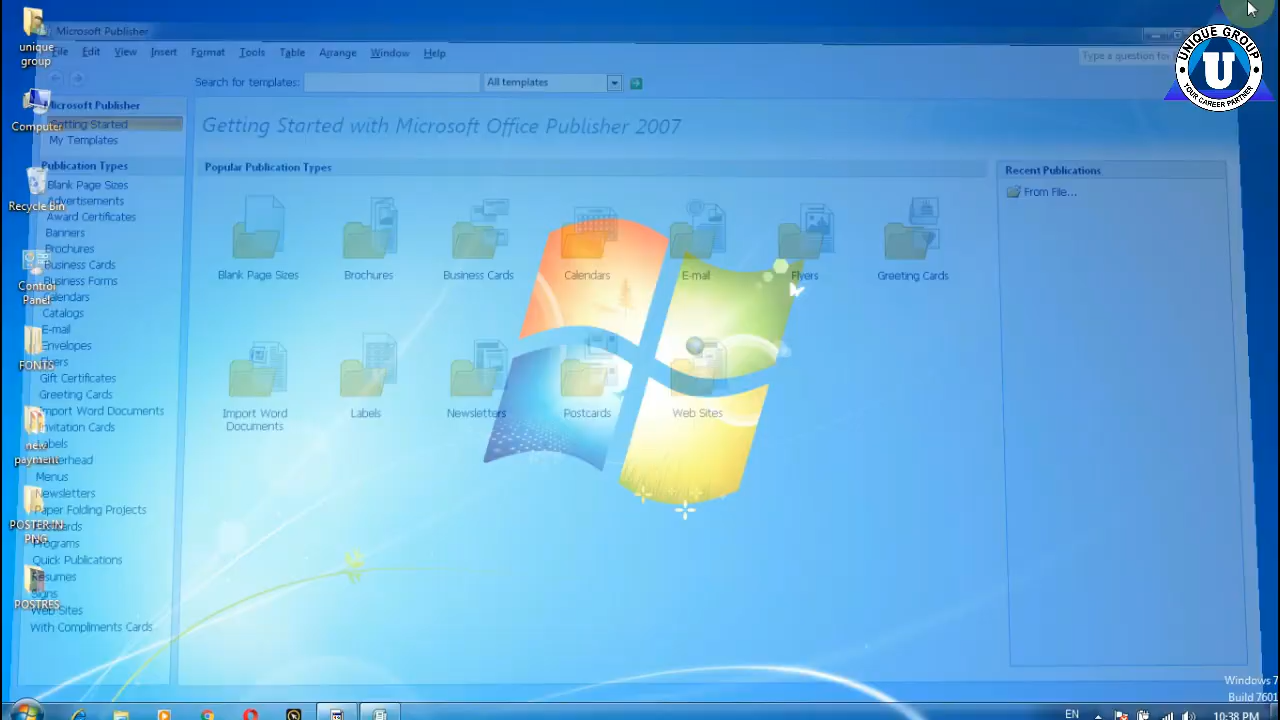 Microsoft Publisher
File Edit View Insert Format Tools Table Arrange Window Help
Type a question for
Search for templates:
All templates
Microsoft Publisher
Getting Started
My Templates
Publication Types
Blank Page Sizes
Advertisements
Award Certificates
Banners
Brochures
Business Cards
Business Forms
Calendars
Catalogs
E-mail
Envelopes
Flyers
Gift Certificates
Greeting Cards
Import Word Documents
Invitation Cards
Labels
Letterhead
Menus
Newsletters
Paper Folding Projects
Postcards
Programs
Quick Publications
Resumes
Signs
Web Sites
With Compliments Cards
Getting Started with Microsoft Office Publisher 2007
Popular Publication Types
Blank Page Sizes
Brochures
Business Cards
Calendars
E-mail
Flyers
Greeting Cards
Import Word
Documents
Labels
Newsletters
Postcards
Web Sites
Recent Publications
From File...
unique
group
Computer
Recycle Bin
Control
Panel
FONTS
new
payment
POSTER IN
PNG
POSTRES
UNIQUE GROUP
U
YOUR CAREER PARTNER
Windows 7
Build 7601
EN
10:38 PM